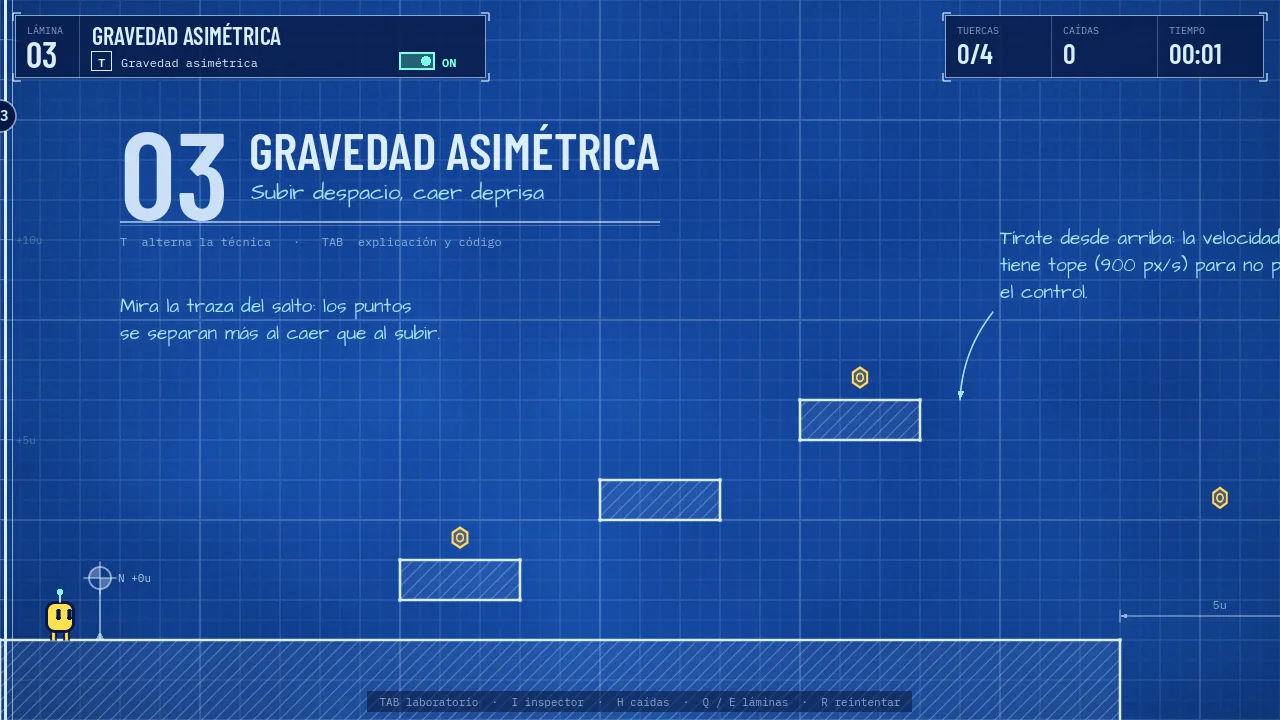 LÁMINA
03
GRAVEDAD ASIMÉTRICA
T Gravedad asimétrica
ON
TUERCAS
0/4
CAÍDAS
0
TIEMPO
00:01
3
03
GRAVEDAD ASIMÉTRICA
Subir despacio, caer deprisa
T alterna la técnica · TAB explicación y código
+10u
Mira la traza del salto: los puntos
se separan más al caer que al subir.
Tírate desde arriba: la velocidad
tiene tope (900 px/s) para no p
el control.
+5u
N +0u
5u
TAB laboratorio · I inspector · H caídas · Q / E láminas · R reintentar